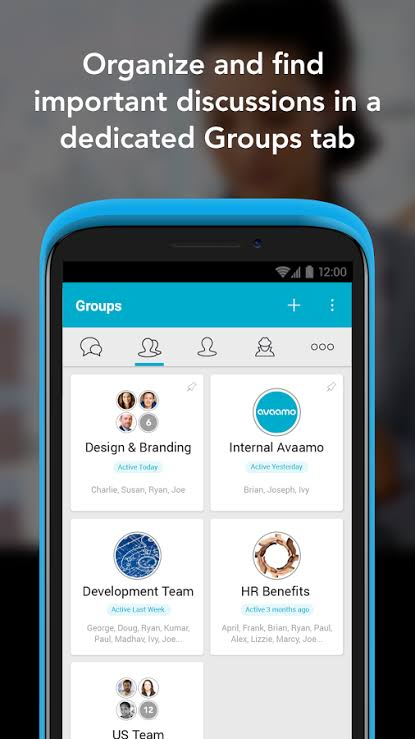 Organize and find
important discussions in a
dedicated Groups tab
12:00
Groups
6
Design & Branding
Active Today
Charlie, Susan, Ryan, Joe
avaamo
Internal Avaamo
Active Yesterday
Brian, Joseph, Ivy
Development Team
Active Last Week
George, Doug, Ryan, Kumar,
Paul, Madhav, Ivy, Joe...
HR Benefits
Active 3 months ago
April, Frank, Brian, Ryan, Paul,
Alex, Lizzie, Marcy, Joe...
12
US Team